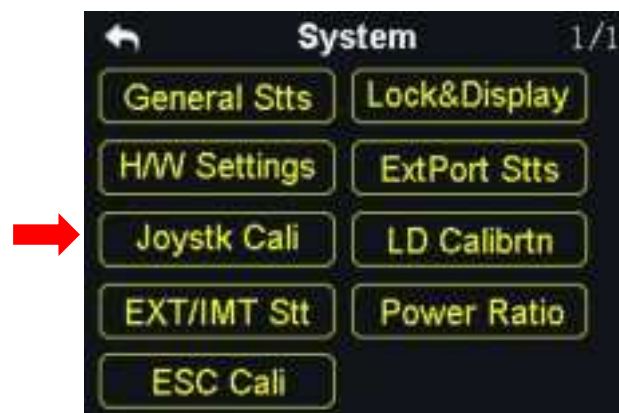 System 1/1
General Stts Lock&Display
H/W Settings ExtPort Stts
Joystk Cali LD Calibrtn
EXT/IMT Stt Power Ratio
ESC Cali